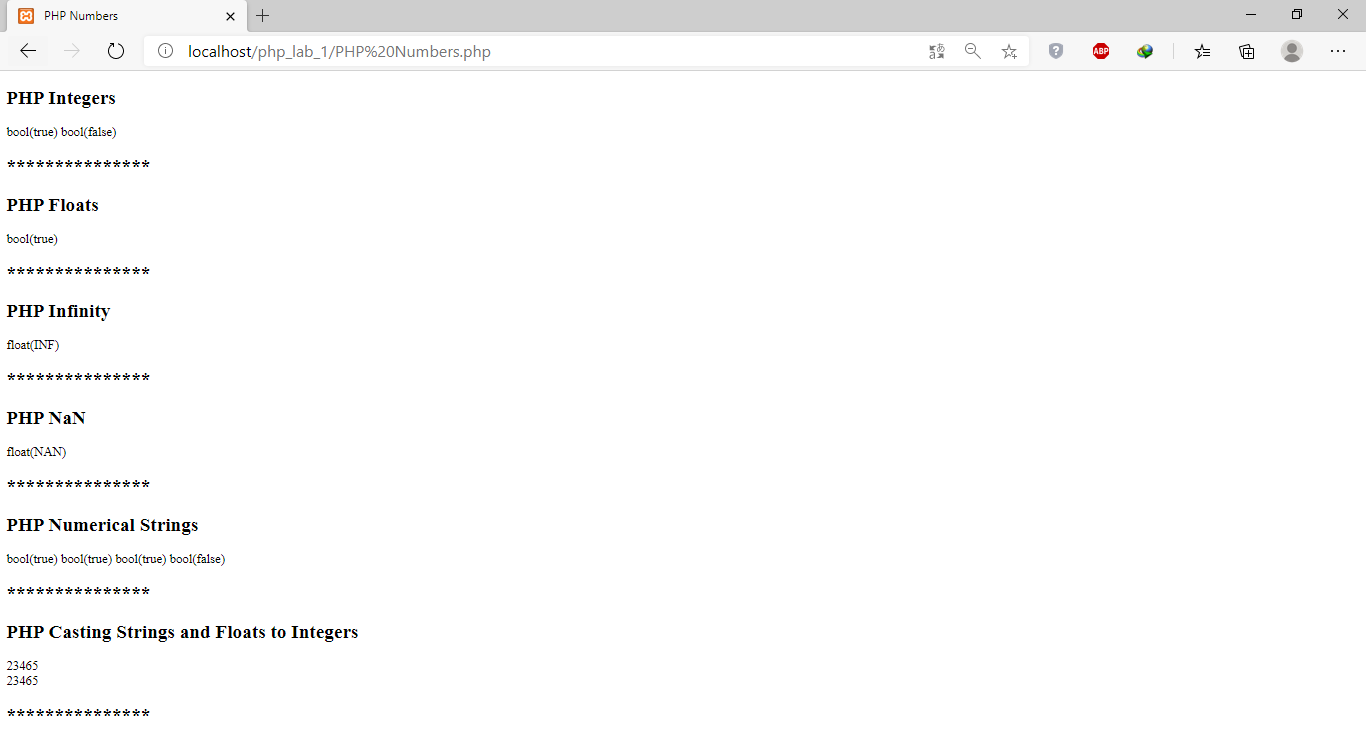 PHP Numbers
localhost/php_lab_1/PHP%20Numbers.php
ABP
PHP Integers
bool(true) bool(false)
***************
PHP Floats
bool(true)
***************
PHP Infinity
float(INF)
***************
PHP NaN
float(NAN)
***************
PHP Numerical Strings
bool(true) bool(true) bool(true) bool(false)
***************
PHP Casting Strings and Floats to Integers
23465
23465
***************